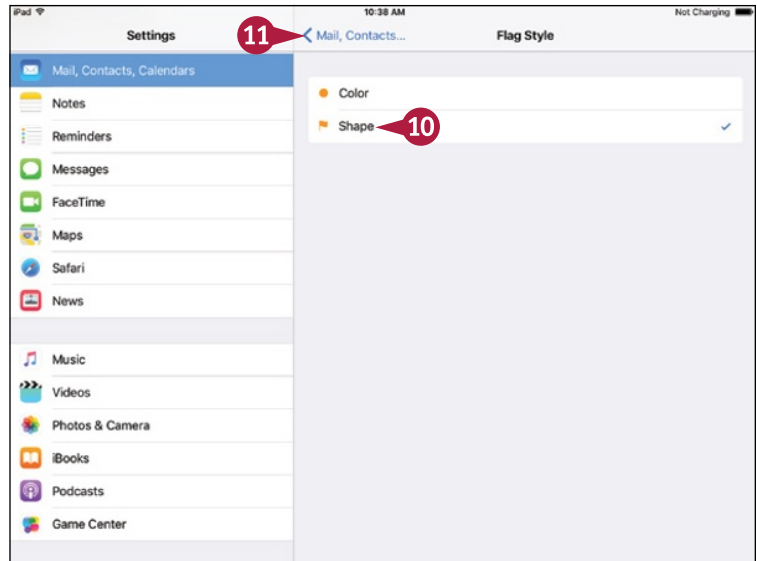 iPad 10:38 AM Not Charging
Settings 11 Mail, Contacts... Flag Style
Mail, Contacts, Calendars
Color
Notes
Shape 10
Reminders
Messages
FaceTime
Maps
Safari
News
Music
Videos
Photos & Camera
iBooks
Podcasts
Game Center